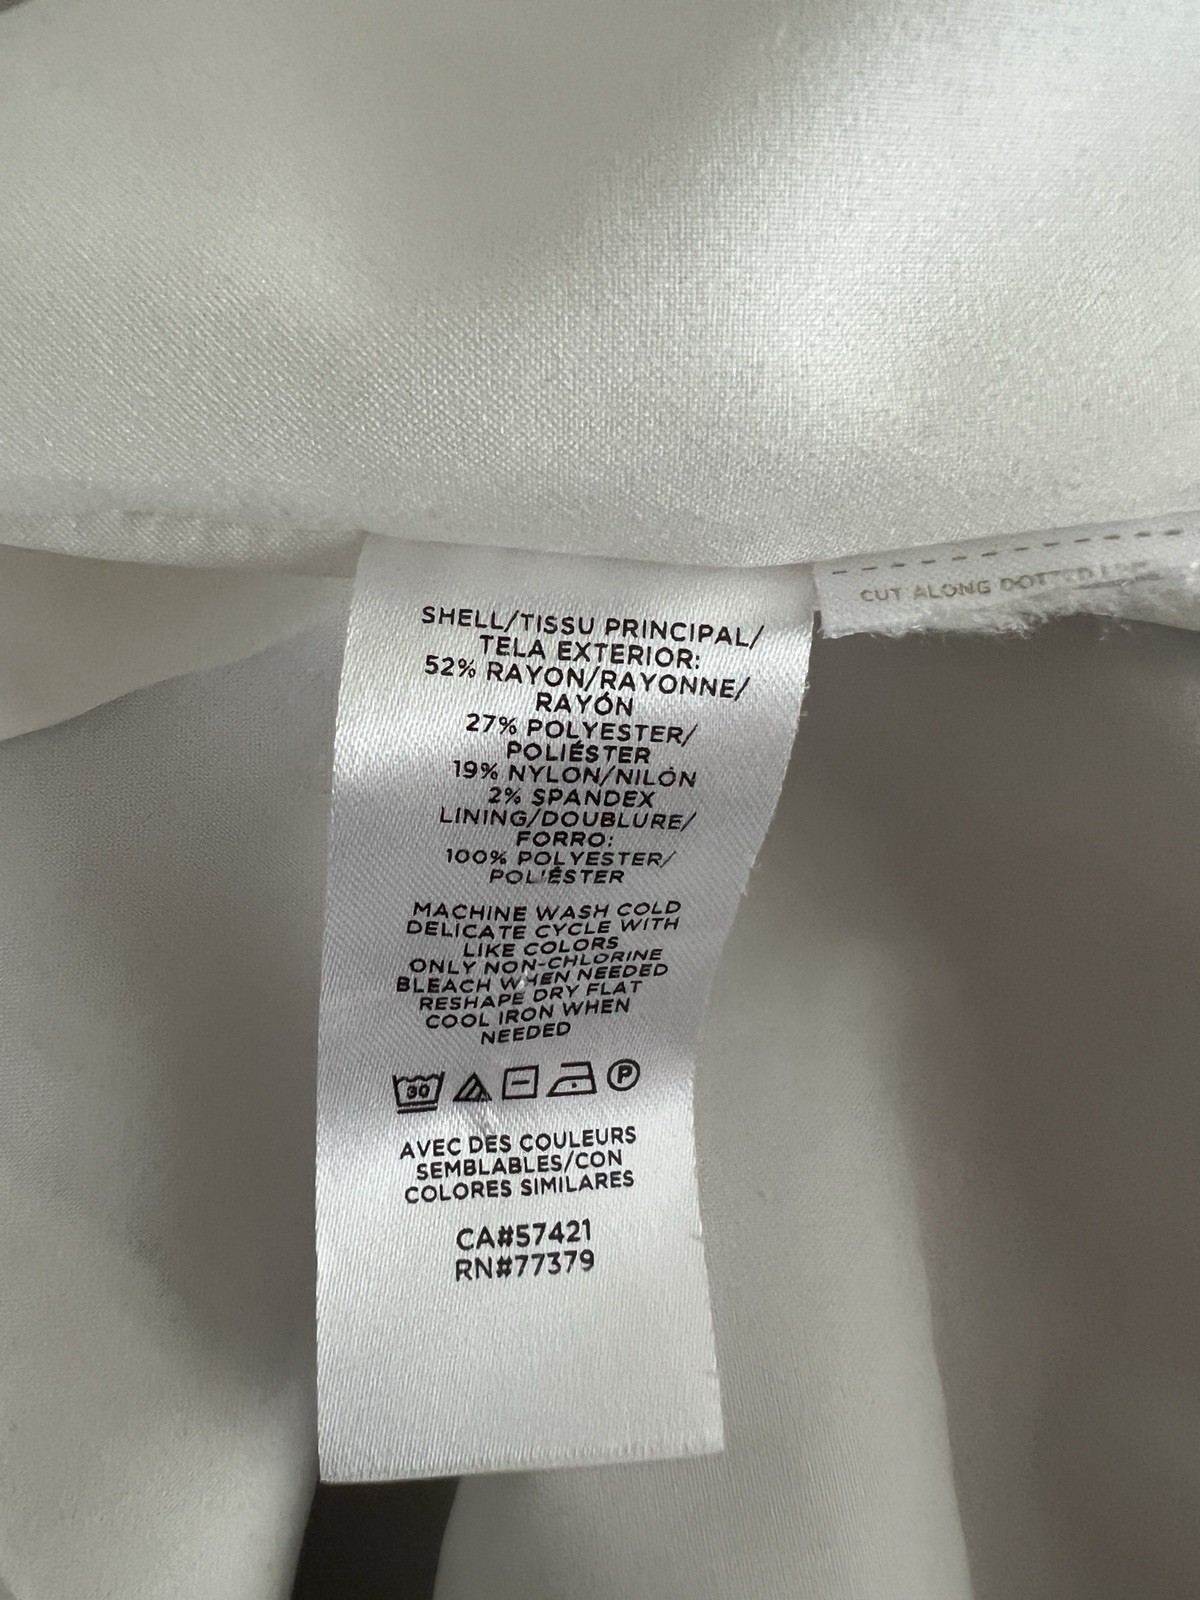 CUT ALONG DOTTED LINE
SHELL/TISSU PRINCIPAL/
TELA EXTERIOR:
52% RAYON/RAYONNE/
RAYÓN
27% POLYESTER/
POLIÉSTER
19% NYLON/NILÓN
2% SPANDEX
LINING/DOUBLURE/
FORRO:
100% POLYESTER/
POLIÉSTER
MACHINE WASH COLD
DELICATE CYCLE WITH
LIKE COLORS
ONLY NON-CHLORINE
BLEACH WHEN NEEDED
RESHAPE DRY FLAT
COOL IRON WHEN
NEEDED
30 P
AVEC DES COULEURS
SEMBLABLES/CON
COLORES SIMILARES
CA#57421
RN#77379